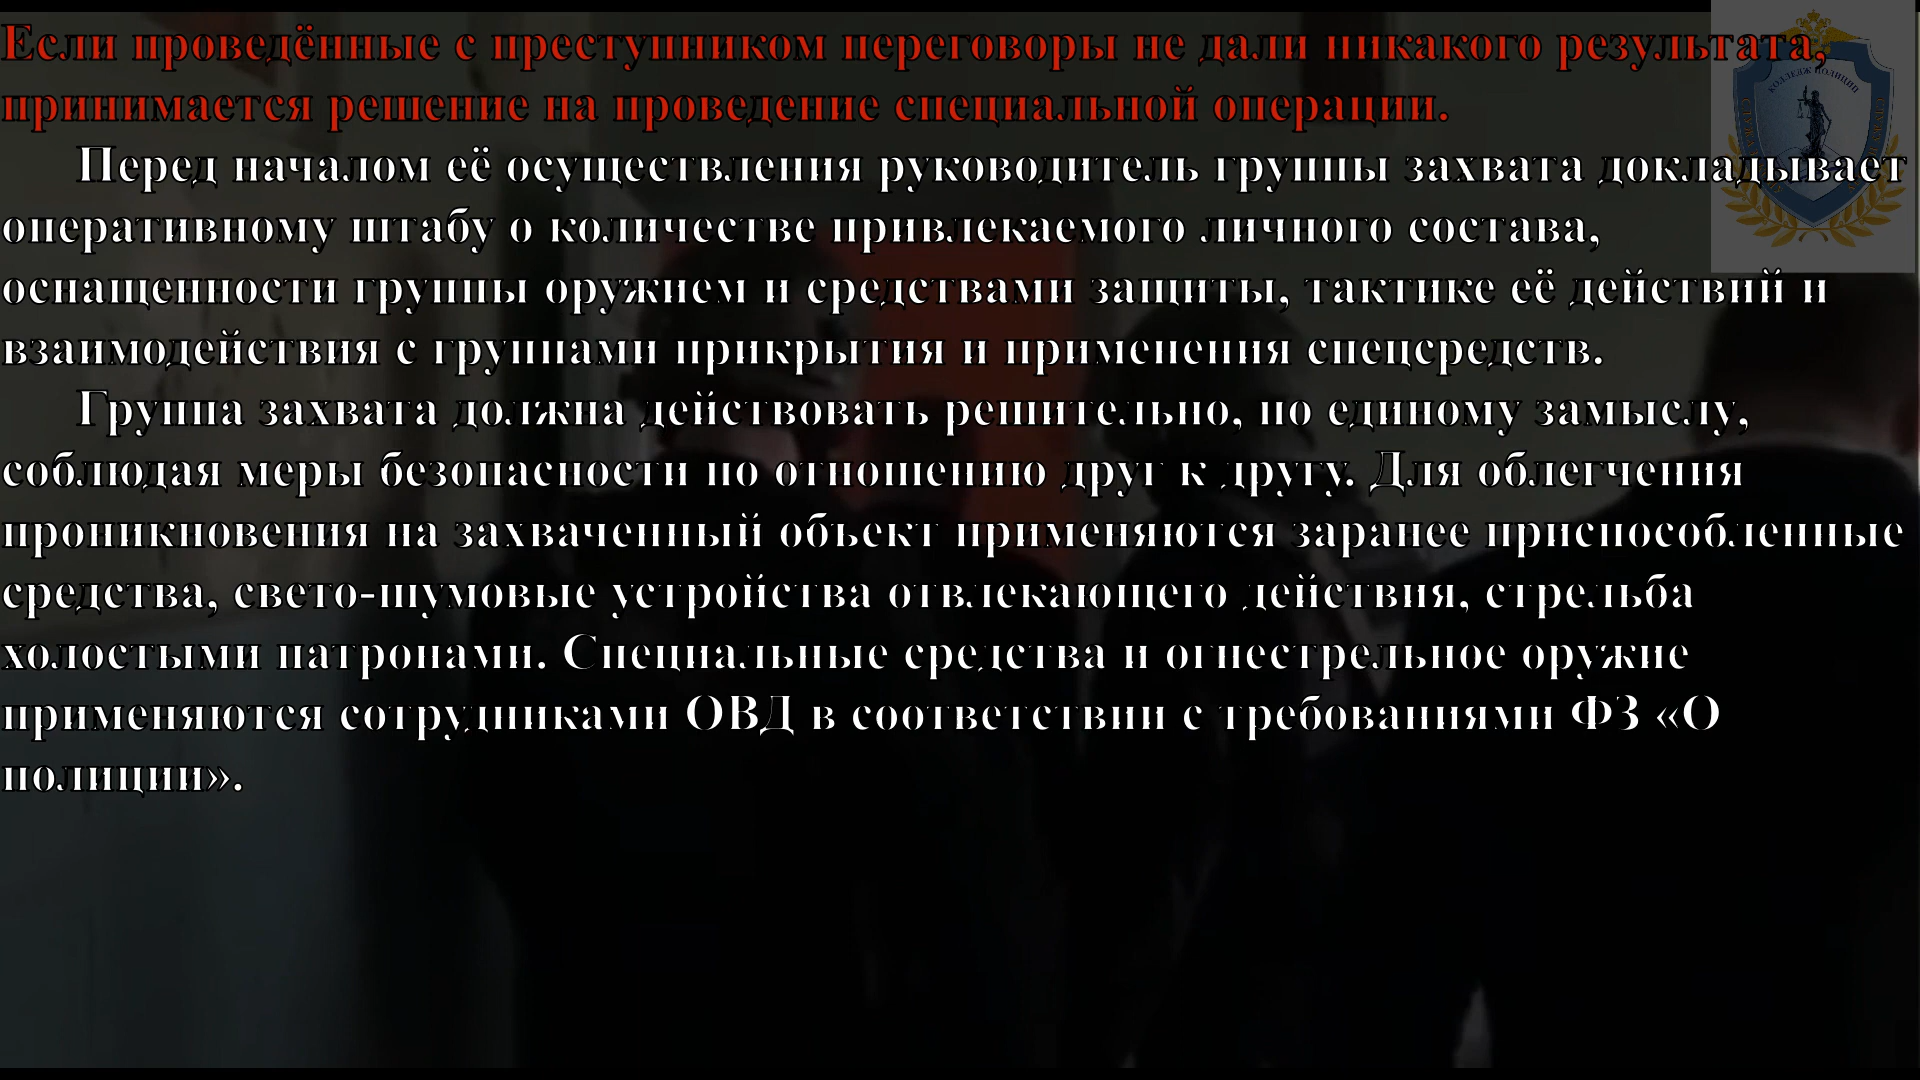 Если проведённые с преступником переговоры не дали никакого результата,
принимается решение на проведение специальной операции.
Перед началом её осуществления руководитель группы захвата докладывает
оперативному штабу о количестве привлекаемого личного состава,
оснащенности группы оружием и средствами защиты, тактике её действий и
взаимодействия с группами прикрытия и применения спецсредств.
Группа захвата должна действовать решительно, по единому замыслу,
соблюдая меры безопасности по отношению друг к другу. Для облегчения
проникновения на захваченный объект применяются заранее приспособленные
средства, свето-шумовые устройства отвлекающего действия, стрельба
холостыми патронами. Специальные средства и огнестрельное оружие
применяются сотрудниками ОВД в соответствии с требованиями ФЗ «О
полиции».
КОЛЛЕДЖ ПОЛИЦИИ